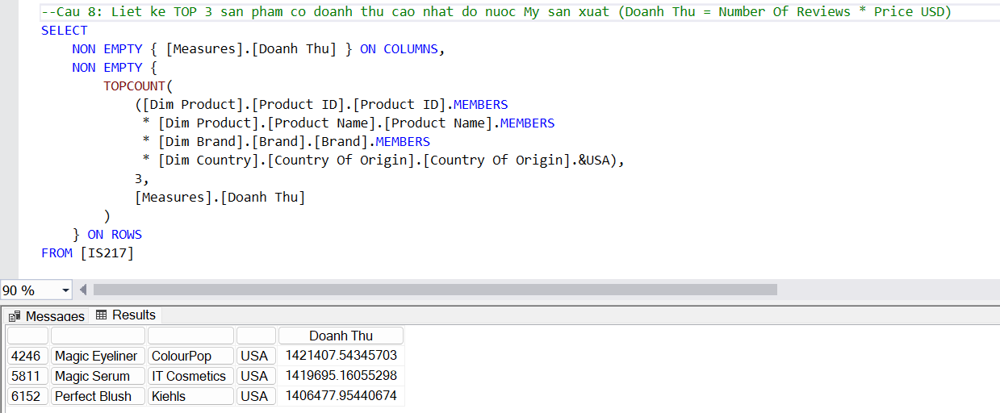 --Cau 8: Liet ke TOP 3 san pham co doanh thu cao nhat do nuoc My san xuat (Doanh Thu = Number Of Reviews * Price USD)
SELECT
NON EMPTY { [Measures].[Doanh Thu] } ON COLUMNS,
NON EMPTY {
TOPCOUNT(
([Dim Product].[Product ID].[Product ID].MEMBERS
* [Dim Product].[Product Name].[Product Name].MEMBERS
* [Dim Brand].[Brand].[Brand].MEMBERS
* [Dim Country].[Country Of Origin].[Country Of Origin].&USA),
3,
[Measures].[Doanh Thu]
)
} ON ROWS
FROM [IS217]
90 %
Messages Results
Doanh Thu
4246 Magic Eyeliner ColourPop USA 1421407.54345703
5811 Magic Serum IT Cosmetics USA 1419695.16055298
6152 Perfect Blush Kiehls USA 1406477.95440674